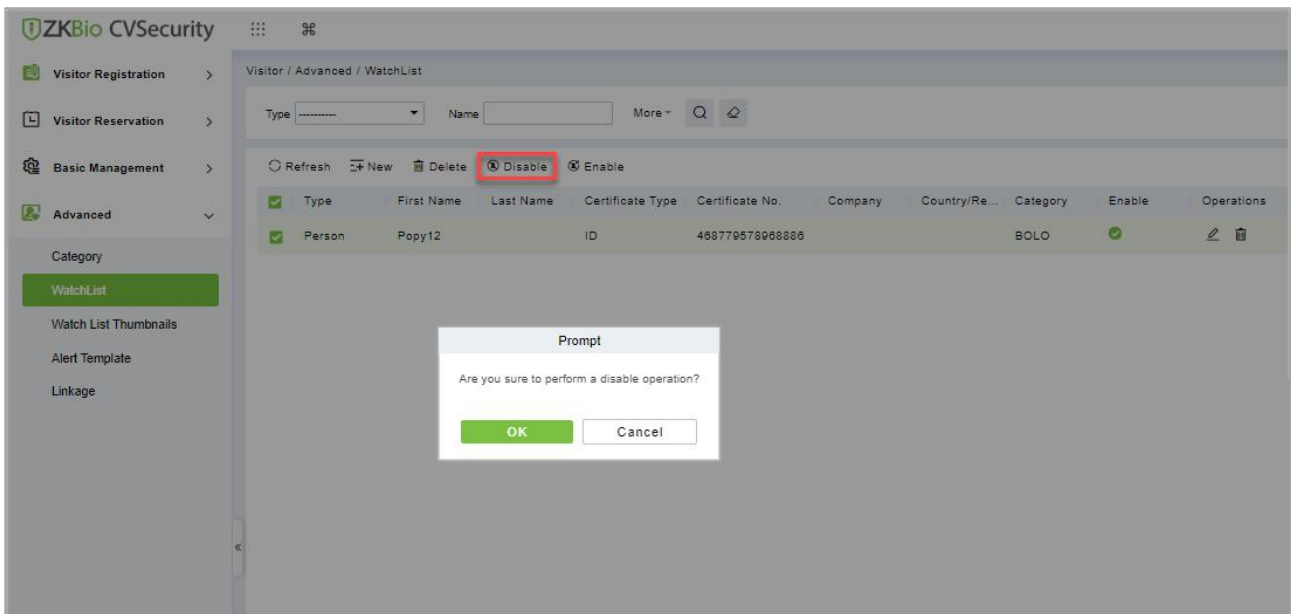 ZKBio CVSecurity
Visitor Registration
Visitor Reservation
Basic Management
Advanced
Category
WatchList
Watch List Thumbnails
Alert Template
Linkage
Visitor / Advanced / WatchList
Type ---------- Name More
Refresh New Delete Disable Enable
Type First Name Last Name Certificate Type Certificate No. Company Country/Re... Category Enable Operations
Person Popy12 ID 468779578968886 BOLO
Prompt
Are you sure to perform a disable operation?
OK Cancel